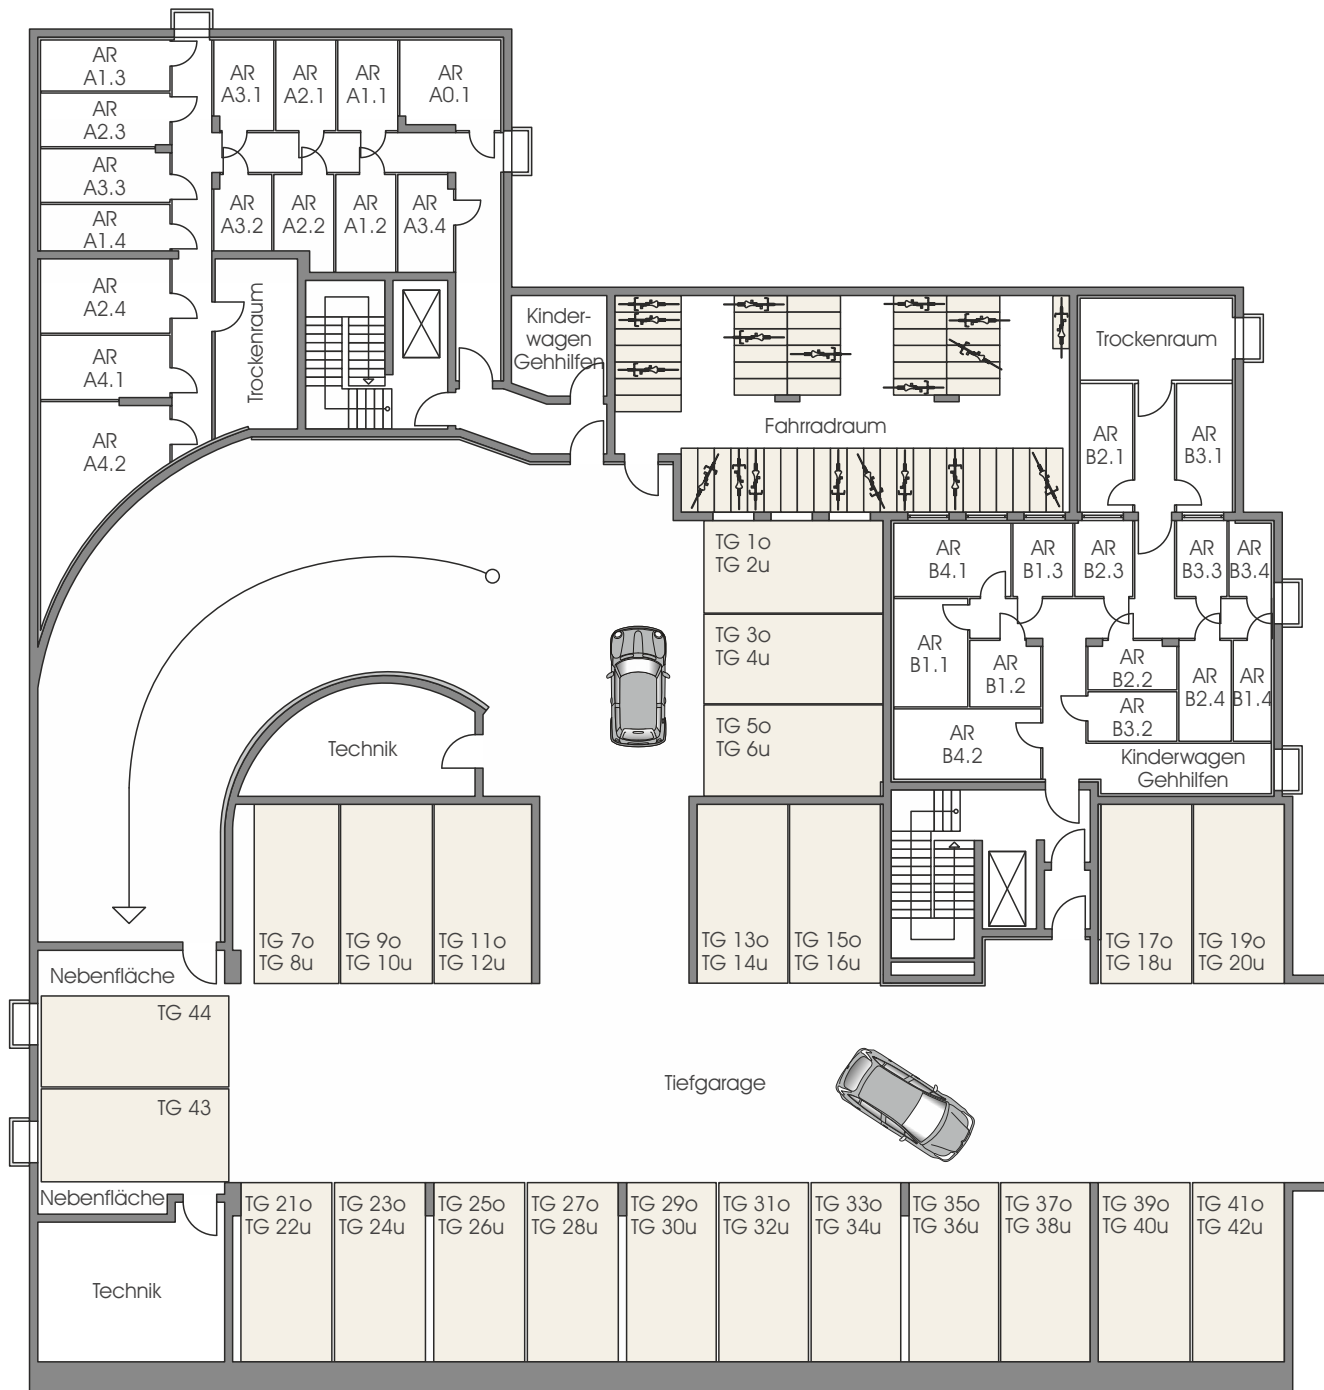 AR
A1.3
AR
A2.3
AR
A3.3
AR
A1.4
AR
A2.4
AR
A4.1
AR
A4.2
AR
A3.1
AR
A2.1
AR
A1.1
AR
A0.1
AR
A3.2
AR
A2.2
AR
A1.2
AR
A3.4
Trockenraum
Kinder-
wagen
Gehhilfen
Fahrradraum
Trockenraum
AR
B2.1
AR
B3.1
AR
B4.1
AR
B1.3
AR
B2.3
AR
B3.3
AR
B3.4
AR
B1.1
AR
B1.2
AR
B2.2
AR
B3.2
AR
B2.4
AR
B1.4
AR
B4.2
Kinderwagen
Gehhilfen
TG 1o
TG 2u
TG 3o
TG 4u
TG 5o
TG 6u
Technik
TG 7o
TG 8u
TG 9o
TG 10u
TG 11o
TG 12u
TG 13o
TG 14u
TG 15o
TG 16u
TG 17o
TG 18u
TG 19o
TG 20u
Nebenfläche
TG 44
TG 43
Nebenfläche
Tiefgarage
Technik
TG 21o
TG 22u
TG 23o
TG 24u
TG 25o
TG 26u
TG 27o
TG 28u
TG 29o
TG 30u
TG 31o
TG 32u
TG 33o
TG 34u
TG 35o
TG 36u
TG 37o
TG 38u
TG 39o
TG 40u
TG 41o
TG 42u